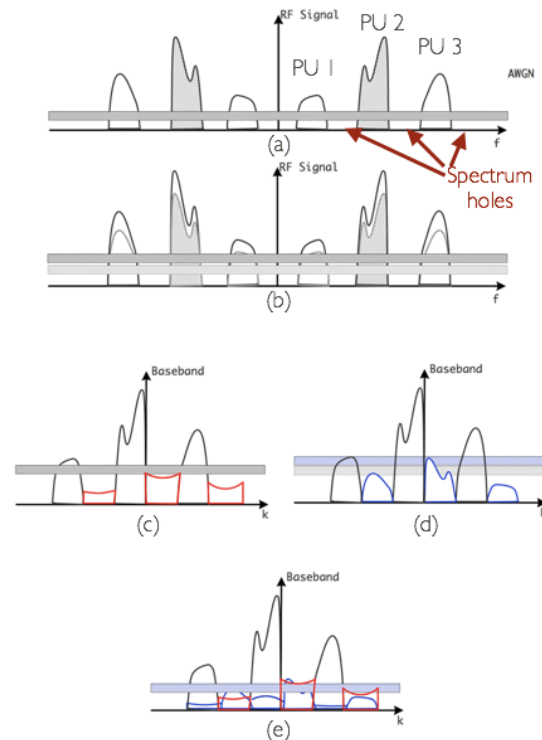 RF Signal
PU 1
PU 2
PU 3
AWGN
f
(a)
Spectrum
holes
RF Signal
f
(b)
Baseband
k
(c)
Baseband
(d)
Baseband
k
(e)